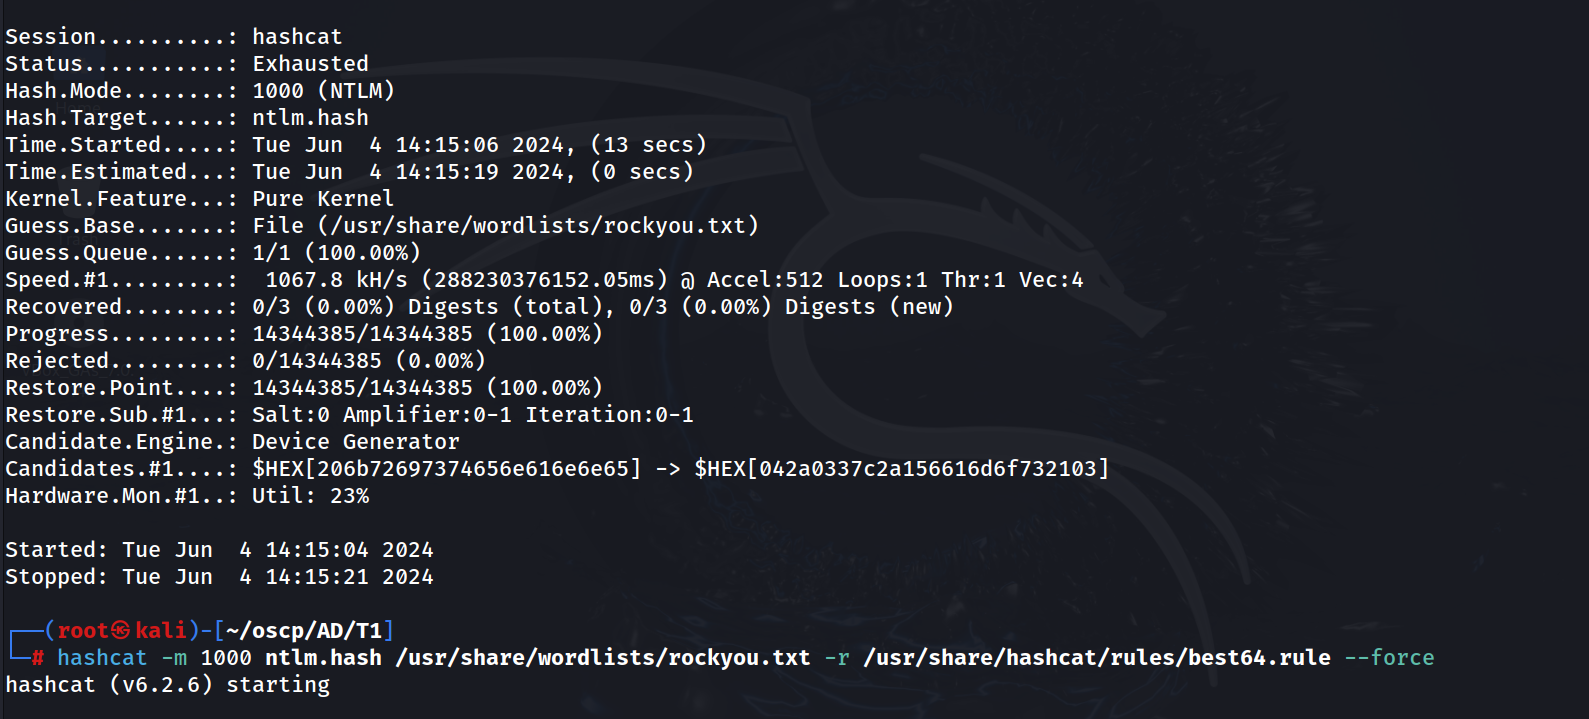 Session..........: hashcat
Status...........: Exhausted
Hash.Mode........: 1000 (NTLM)
Hash.Target......: ntlm.hash
Time.Started.....: Tue Jun  4 14:15:06 2024, (13 secs)
Time.Estimated...: Tue Jun  4 14:15:19 2024, (0 secs)
Kernel.Feature...: Pure Kernel
Guess.Base.......: File (/usr/share/wordlists/rockyou.txt)
Guess.Queue......: 1/1 (100.00%)
Speed.#1.........:  1067.8 kH/s (288230376152.05ms) @ Accel:512 Loops:1 Thr:1 Vec:4
Recovered........: 0/3 (0.00%) Digests (total), 0/3 (0.00%) Digests (new)
Progress.........: 14344385/14344385 (100.00%)
Rejected.........: 0/14344385 (0.00%)
Restore.Point....: 14344385/14344385 (100.00%)
Restore.Sub.#1...: Salt:0 Amplifier:0-1 Iteration:0-1
Candidate.Engine.: Device Generator
Candidates.#1....: $HEX[206b72697374656e616e6e65] -> $HEX[042a0337c2a156616d6f732103]
Hardware.Mon.#1..: Util: 23%
Started: Tue Jun  4 14:15:04 2024
Stopped: Tue Jun  4 14:15:21 2024
┌──(root㉿kali)-[~/oscp/AD/T1]
└─# hashcat -m 1000 ntlm.hash /usr/share/wordlists/rockyou.txt -r /usr/share/hashcat/rules/best64.rule --force
hashcat (v6.2.6) starting